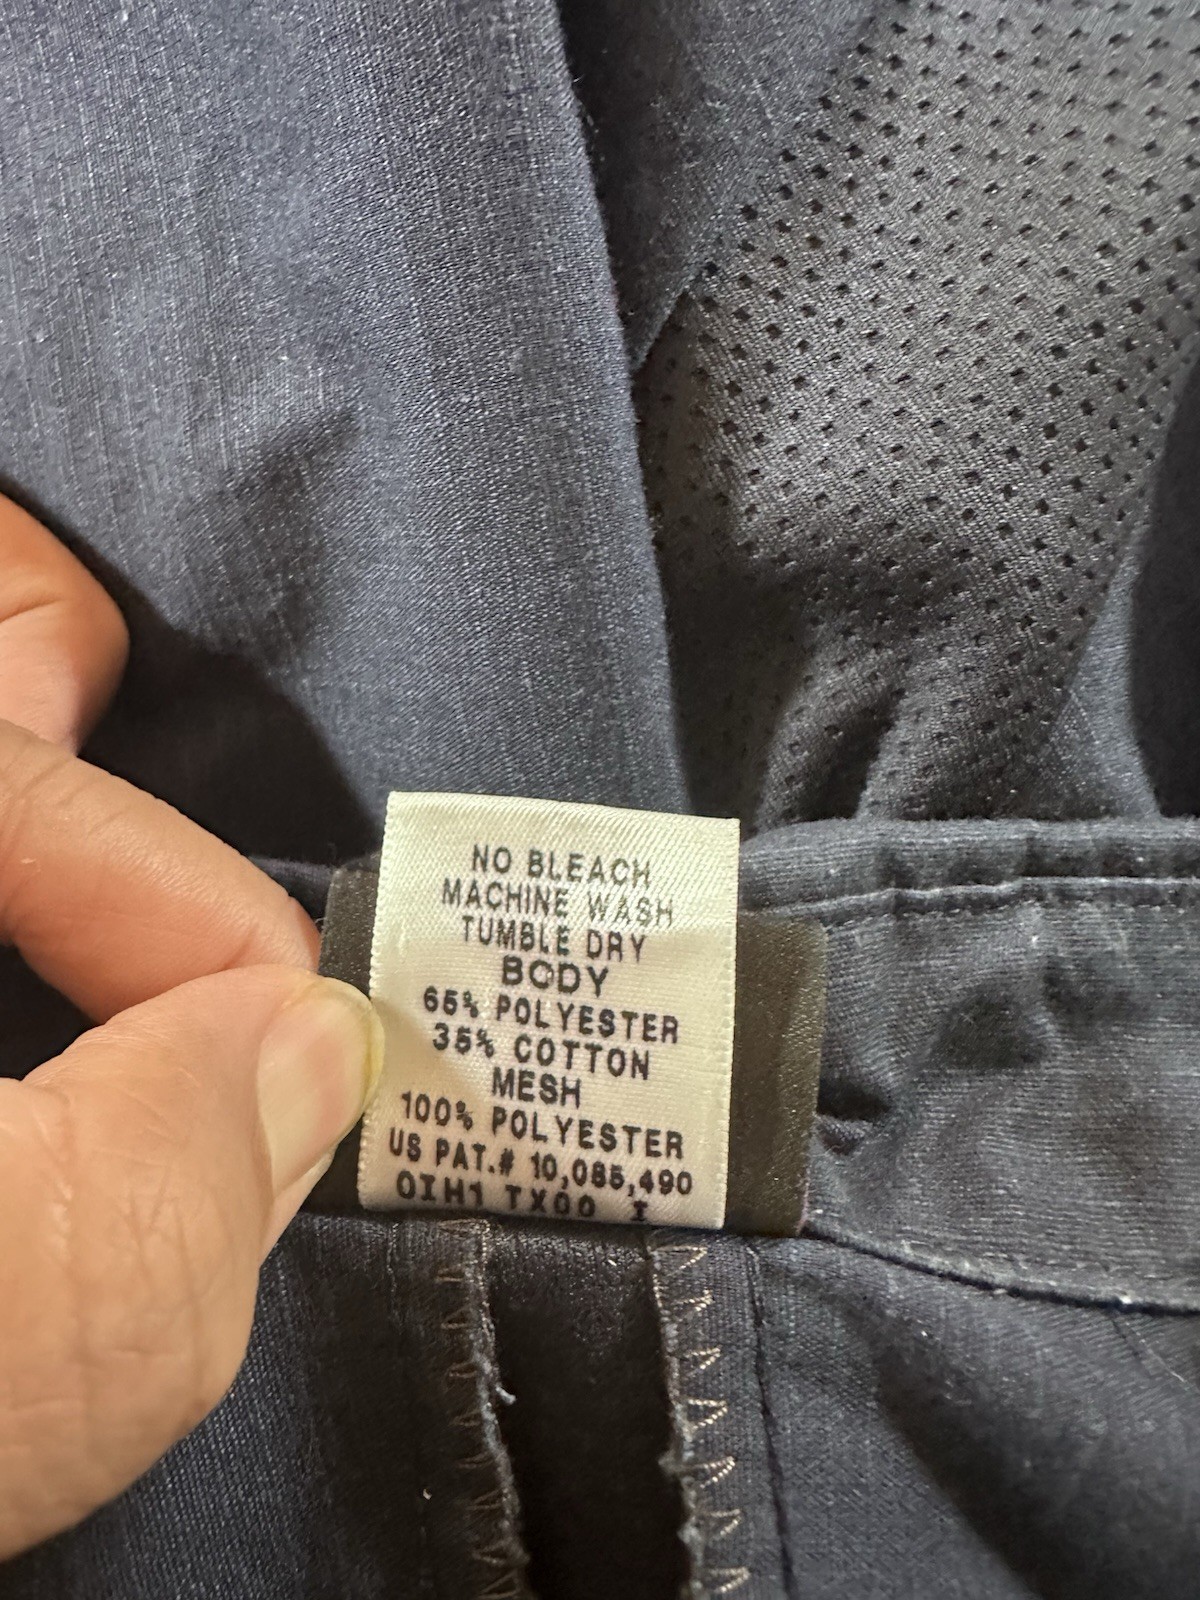 NO BLEACH
MACHINE WASH
TUMBLE DRY
BODY
65% POLYESTER
35% COTTON
MESH
100% POLYESTER
US PAT.# 10,085,490
0IH1 TX00 I